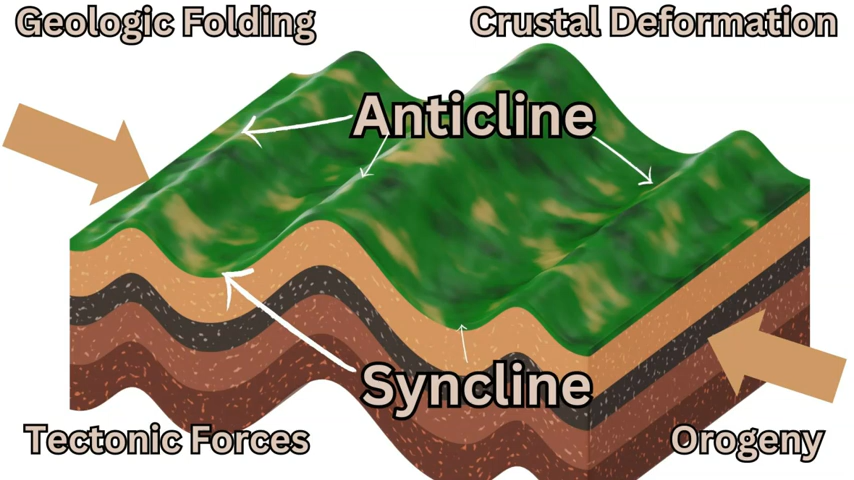 Geologic Folding
Crustal Deformation
Anticline
Syncline
Tectonic Forces
Orogeny